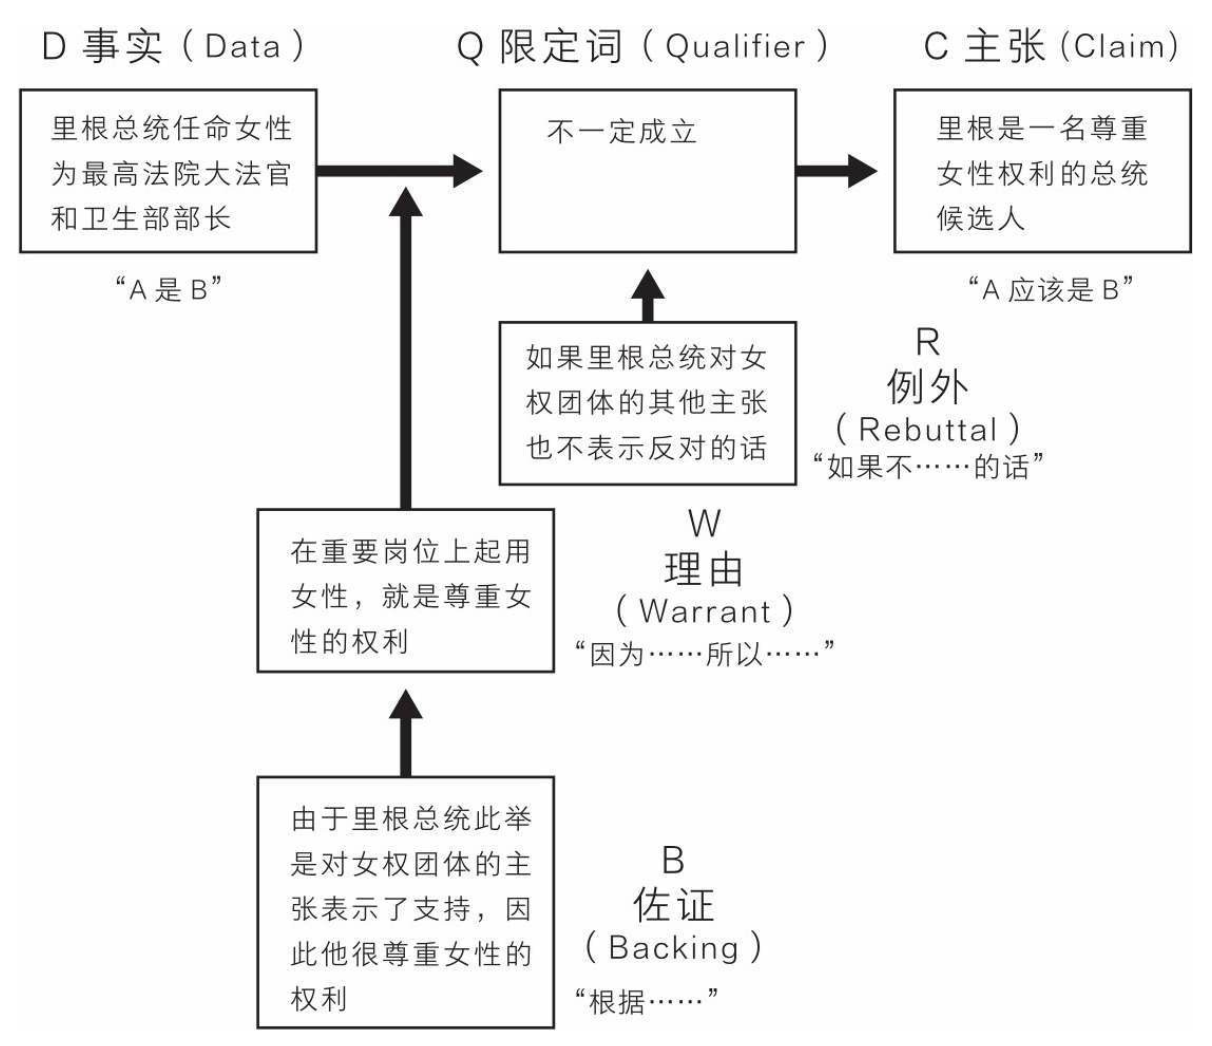 D 事实（Data）
Q 限定词（Qualifier）
C 主张(Claim)
里根总统任命女性
为最高法院大法官
和卫生部部长
“A 是 B”
不一定成立
里根是一名尊重
女性权利的总统
候选人
“A 应该是 B”
如果里根总统对女
权团体的其他主张
也不表示反对的话
R
例外
（Rebuttal）
“如果不……的话”
在重要岗位上起用
女性，就是尊重女
性的权利
W
理由
（Warrant）
“因为……所以……”
由于里根总统此举
是对女权团体的主
张表示了支持，因
此他很尊重女性的
权利
B
佐证
（Backing）
“根据……”